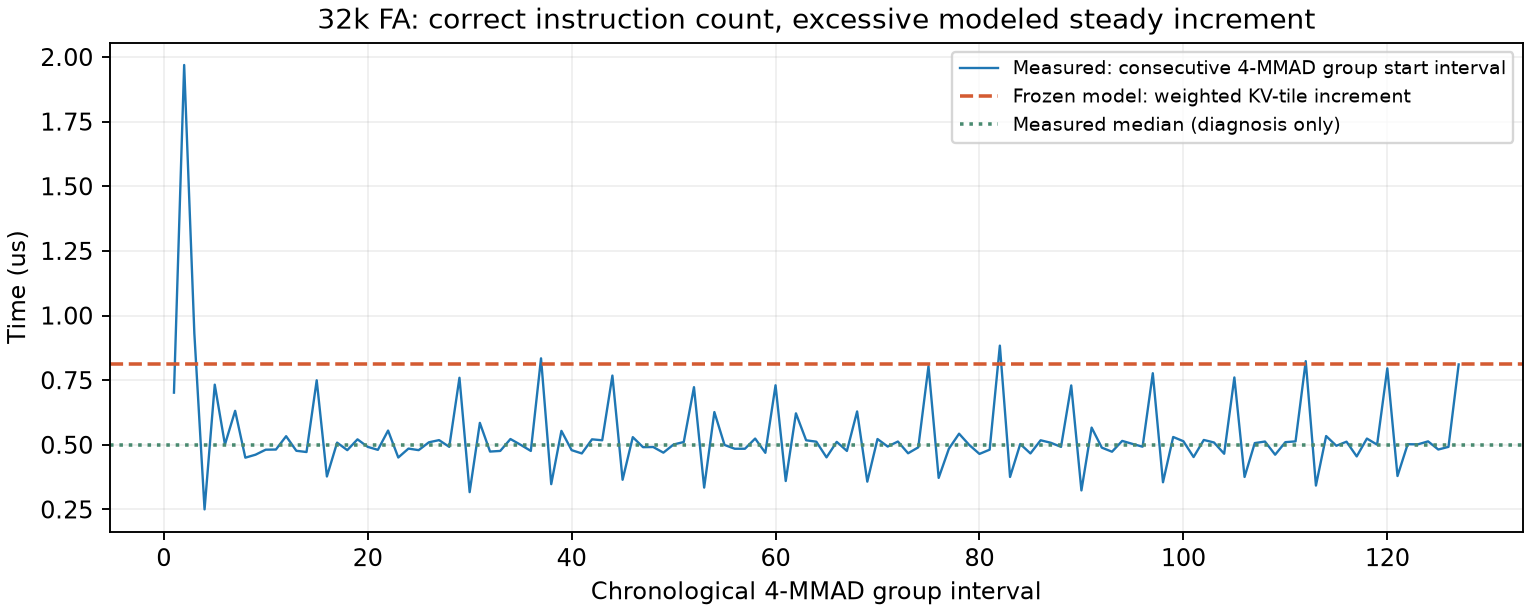 32k FA: correct instruction count, excessive modeled steady increment
Measured: consecutive 4-MMAD group start interval
Frozen model: weighted KV-tile increment
Measured median (diagnosis only)
Time (us)
2.00
1.75
1.50
1.25
1.00
0.75
0.50
0.25
0 20 40 60 80 100 120
Chronological 4-MMAD group interval